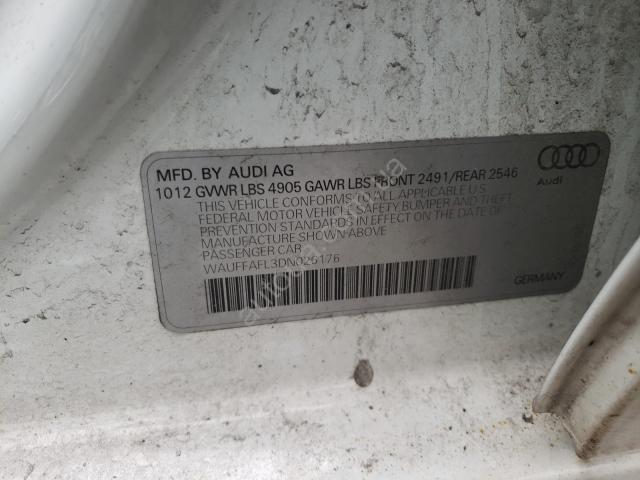 MFD. BY AUDI AG
1012 GVWR LBS 4905 GAWR LBS FRONT 2491/REAR 2546
THIS VEHICLE CONFORMS TO ALL APPLICABLE U.S.
FEDERAL MOTOR VEHICLE SAFETY BUMPER AND THEFT
PREVENTION STANDARDS IN EFFECT ON THE DATE OF
MANUFACTURE SHOWN ABOVE
PASSENGER CAR
WAUFFAFL3DN026176
Audi
GERMANY